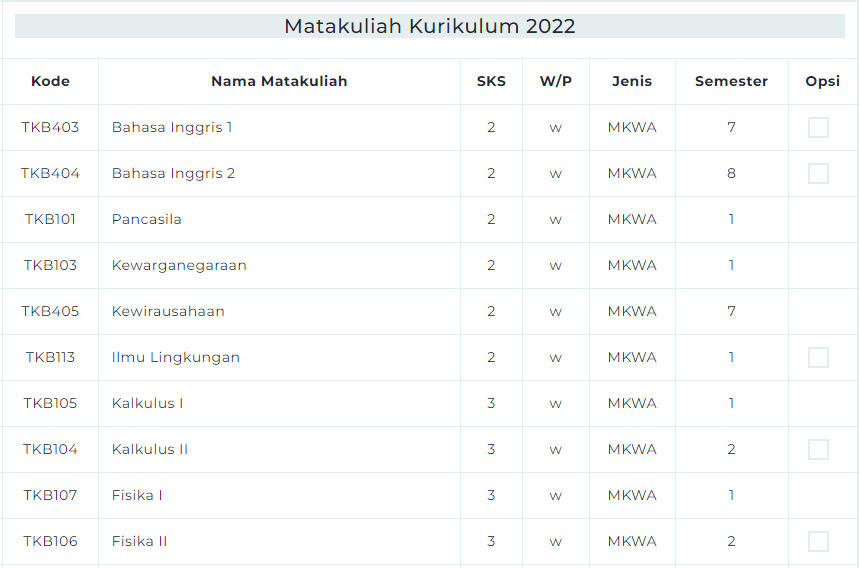 Matakuliah Kurikulum 2022
Kode Nama Matakuliah SKS W/P Jenis Semester Opsi
TKB403 Bahasa Inggris 1 2 w MKWA 7
TKB404 Bahasa Inggris 2 2 w MKWA 8
TKB101 Pancasila 2 w MKWA 1
TKB103 Kewarganegaraan 2 w MKWA 1
TKB405 Kewirausahaan 2 w MKWA 7
TKB113 Ilmu Lingkungan 2 w MKWA 1
TKB105 Kalkulus I 3 w MKWA 1
TKB104 Kalkulus II 3 w MKWA 2
TKB107 Fisika I 3 w MKWA 1
TKB106 Fisika II 3 w MKWA 2